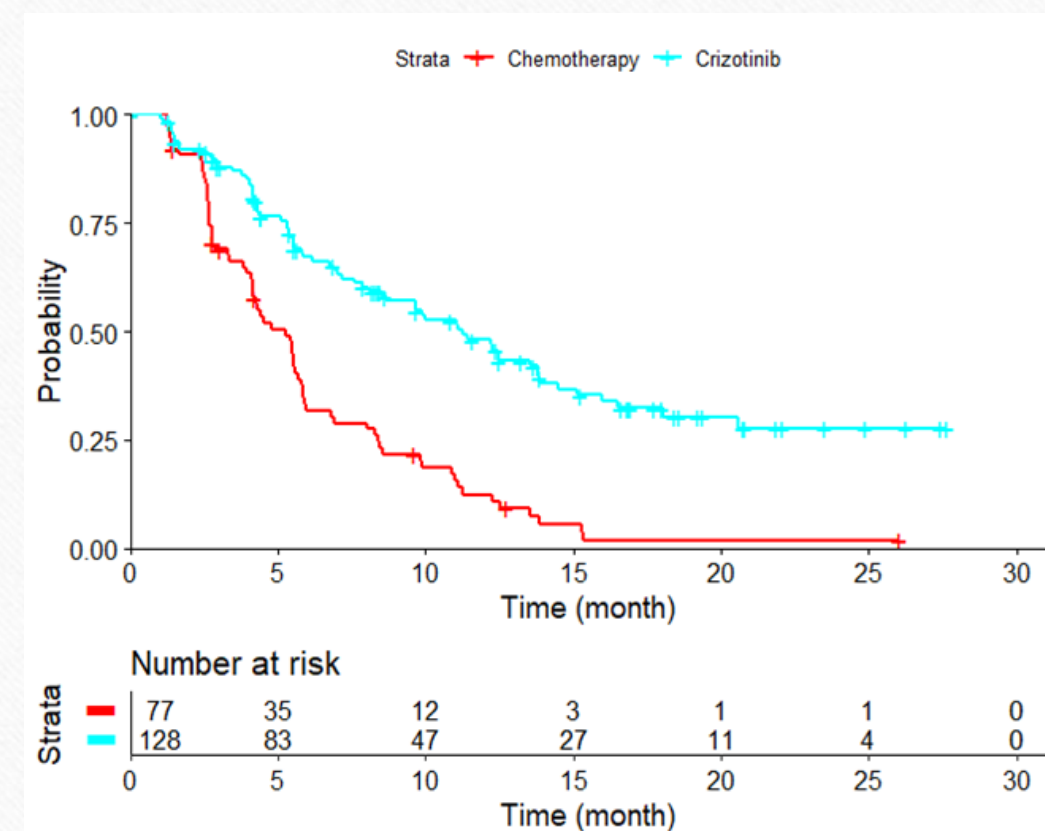 Strata Chemotherapy Crizotinib
1.00
0.75
0.50
0.25
0.00
Probability
0 5 10 15 20 25 30
Time (month)
Number at risk
Strata
77 35 12 3 1 1 0
128 83 47 27 11 4 0
0 5 10 15 20 25 30
Time (month)